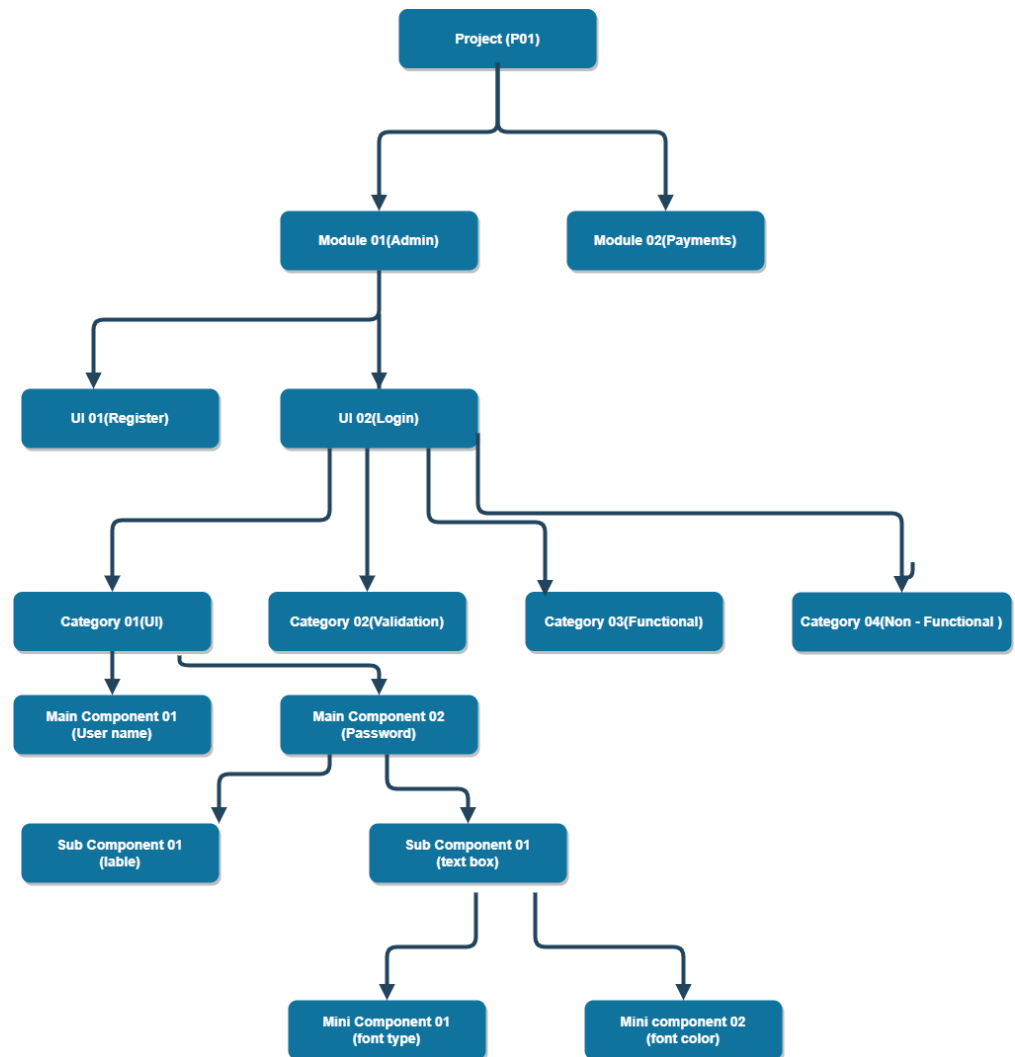 Project (P01)
Module 01(Admin)
Module 02(Payments)
UI 01(Register)
UI 02(Login)
Category 01(UI)
Category 02(Validation)
Category 03(Functional)
Category 04(Non - Functional )
Main Component 01
(User name)
Main Component 02
(Password)
Sub Component 01
(lable)
Sub Component 01
(text box)
Mini Component 01
(font type)
Mini component 02
(font color)